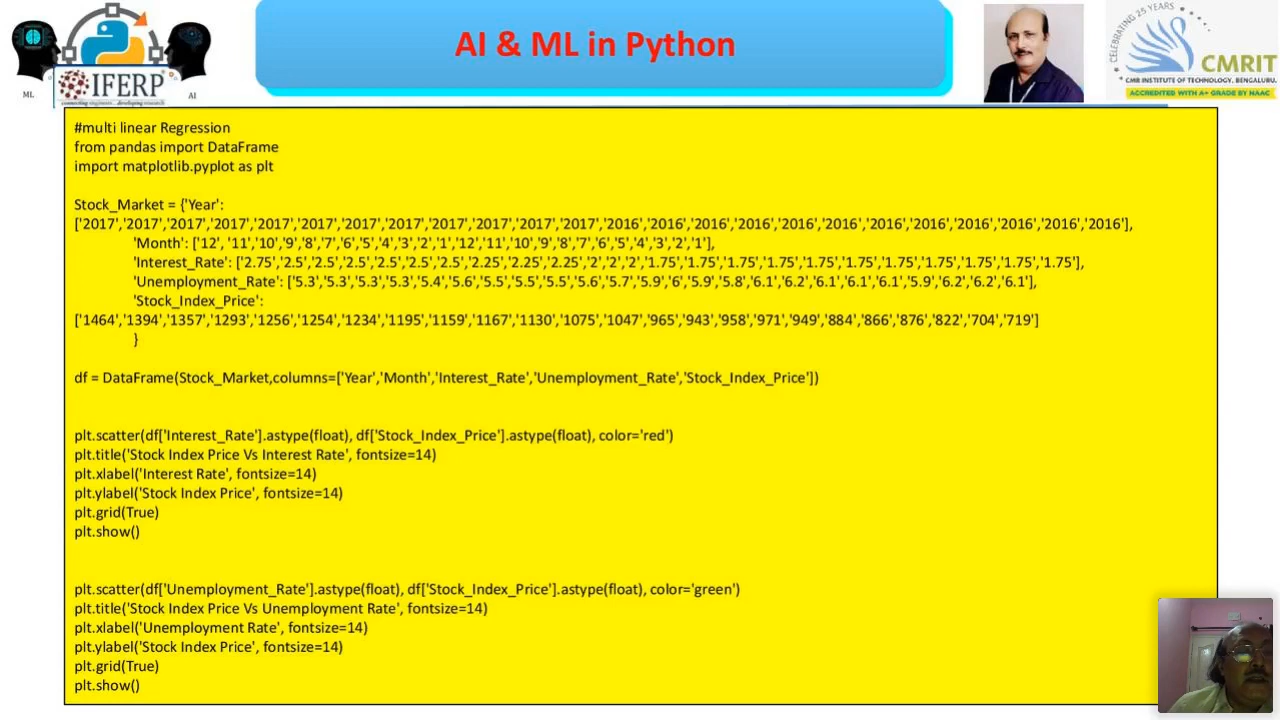 AI & ML in Python
ML
IFERP
connecting engineers...developing research
AI
CELEBRATING 25 YEARS
CMRIT
CMR INSTITUTE OF TECHNOLOGY, BENGALURU.
ACCREDITED WITH A+ GRADE BY NAAC
#multi linear Regression
from pandas import DataFrame
import matplotlib.pyplot as plt
Stock_Market = {'Year':
['2017','2017','2017','2017','2017','2017','2017','2017','2017','2017','2017','2017','2016','2016','2016','2016','2016','2016','2016','2016','2016','2016','2016','2016'],
'Month': ['12', '11','10','9','8','7','6','5','4','3','2','1','12','11','10','9','8','7','6','5','4','3','2','1'],
'Interest_Rate': ['2.75','2.5','2.5','2.5','2.5','2.5','2.5','2.25','2.25','2.25','2','2','2','1.75','1.75','1.75','1.75','1.75','1.75','1.75','1.75','1.75','1.75','1.75'],
'Unemployment_Rate': ['5.3','5.3','5.3','5.3','5.4','5.6','5.5','5.5','5.5','5.6','5.7','5.9','6','5.9','5.8','6.1','6.2','6.1','6.1','6.1','5.9','6.2','6.2','6.1'],
'Stock_Index_Price':
['1464','1394','1357','1293','1256','1254','1234','1195','1159','1167','1130','1075','1047','965','943','958','971','949','884','866','876','822','704','719']
}
df = DataFrame(Stock_Market,columns=['Year','Month','Interest_Rate','Unemployment_Rate','Stock_Index_Price'])
plt.scatter(df['Interest_Rate'].astype(float), df['Stock_Index_Price'].astype(float), color='red')
plt.title('Stock Index Price Vs Interest Rate', fontsize=14)
plt.xlabel('Interest Rate', fontsize=14)
plt.ylabel('Stock Index Price', fontsize=14)
plt.grid(True)
plt.show()
plt.scatter(df['Unemployment_Rate'].astype(float), df['Stock_Index_Price'].astype(float), color='green')
plt.title('Stock Index Price Vs Unemployment Rate', fontsize=14)
plt.xlabel('Unemployment Rate', fontsize=14)
plt.ylabel('Stock Index Price', fontsize=14)
plt.grid(True)
plt.show()